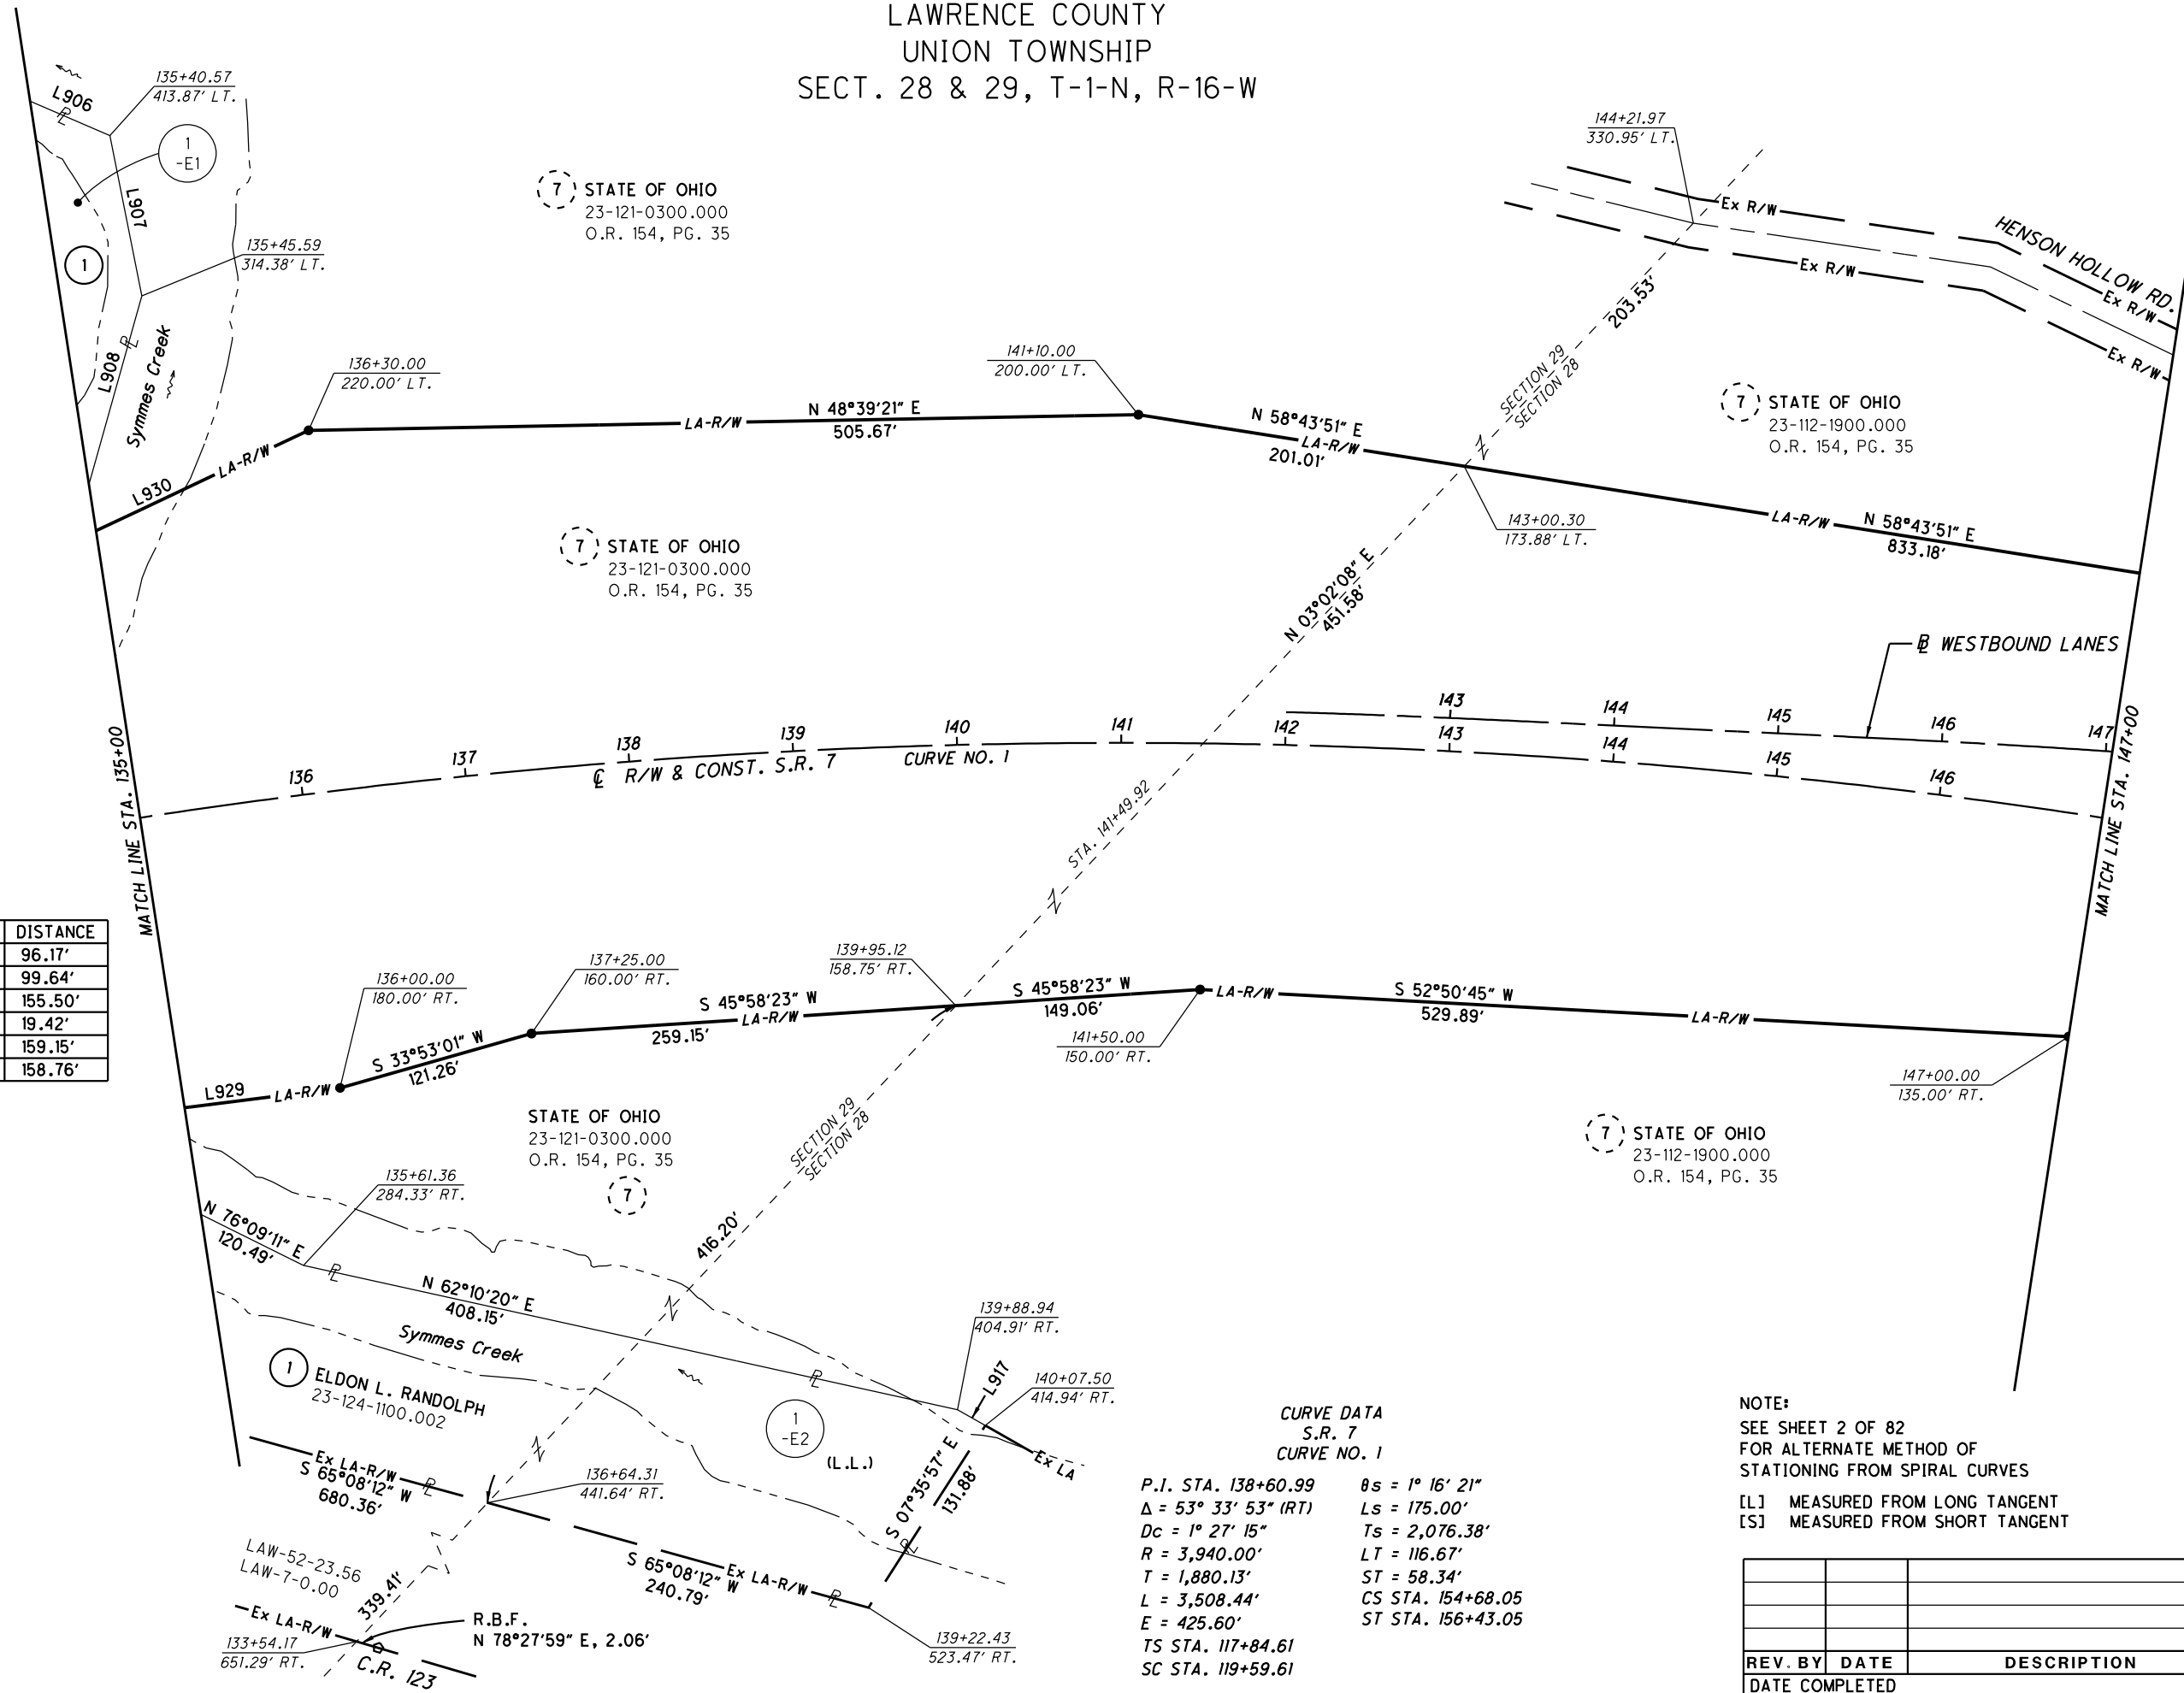 LAWRENCE COUNTY
UNION TOWNSHIP
SECT. 28 & 29, T-1-N, R-16-W
L906
PL
135+40.57
413.87' LT.
1
-E1
L907
1
135+45.59
314.38' LT.
L908
PL
Symmes Creek
L930
LA-R/W
7
STATE OF OHIO
23-121-0300.000
O.R. 154, PG. 35
144+21.97
330.95' LT.
Ex R/W
Ex R/W
HENSON HOLLOW RD.
Ex R/W
Ex R/W
203.53'
SECTION 29
SECTION 28
136+30.00
220.00' LT.
LA-R/W
N 48°39'21" E
505.67'
141+10.00
200.00' LT.
N 58°43'51" E
LA-R/W
201.01'
7
STATE OF OHIO
23-112-1900.000
O.R. 154, PG. 35
143+00.30
173.88' LT.
LA-R/W
N 58°43'51" E
833.18'
7
STATE OF OHIO
23-121-0300.000
O.R. 154, PG. 35
N 03°02'08" E
451.58'
BL WESTBOUND LANES
MATCH LINE STA. 135+00
MATCH LINE STA. 147+00
143
144
145
146
147
136
137
138
139
140
141
142
143
144
145
146
CL R/W & CONST. S.R. 7
CURVE NO. 1
STA. 141+49.92
DISTANCE
96.17'
99.64'
155.50'
19.42'
159.15'
158.76'
136+00.00
180.00' RT.
137+25.00
160.00' RT.
139+95.12
158.75' RT.
L929
LA-R/W
S 33°53'01" W
121.26'
S 45°58'23" W
LA-R/W
259.15'
S 45°58'23" W
149.06'
141+50.00
150.00' RT.
LA-R/W
S 52°50'45" W
529.89'
LA-R/W
147+00.00
135.00' RT.
STATE OF OHIO
23-121-0300.000
O.R. 154, PG. 35
7
SECTION 29
SECTION 28
7
STATE OF OHIO
23-112-1900.000
O.R. 154, PG. 35
135+61.36
284.33' RT.
N 76°09'11" E
120.49'
PL
N 62°10'20" E
408.15'
416.20'
Symmes Creek
PL
139+88.94
404.91' RT.
L917
140+07.50
414.94' RT.
Ex LA
1
ELDON L. RANDOLPH
23-124-1100.002
1
-E2
(L.L.)
S 07°35'57" E
131.88'
PL
Ex LA-R/W
PL
S 65°08'12" W
680.36'
136+64.31
441.64' RT.
S 65°08'12" W
240.79'
Ex LA-R/W
PL
LAW-52-23.56
LAW-7-0.00
339.41'
Ex LA-R/W
133+54.17
651.29' RT.
R.B.F.
N 78°27'59" E, 2.06'
C.R. 123
139+22.43
523.47' RT.
CURVE DATA
S.R. 7
CURVE NO. 1
P.I. STA. 138+60.99
Δ = 53° 33' 53" (RT)
Dc = 1° 27' 15"
R = 3,940.00'
T = 1,880.13'
L = 3,508.44'
E = 425.60'
TS STA. 117+84.61
SC STA. 119+59.61
θs = 1° 16' 21"
Ls = 175.00'
Ts = 2,076.38'
LT = 116.67'
ST = 58.34'
CS STA. 154+68.05
ST STA. 156+43.05
NOTE:
SEE SHEET 2 OF 82
FOR ALTERNATE METHOD OF
STATIONING FROM SPIRAL CURVES
[L] MEASURED FROM LONG TANGENT
[S] MEASURED FROM SHORT TANGENT
REV. BY DATE DESCRIPTION
DATE COMPLETED